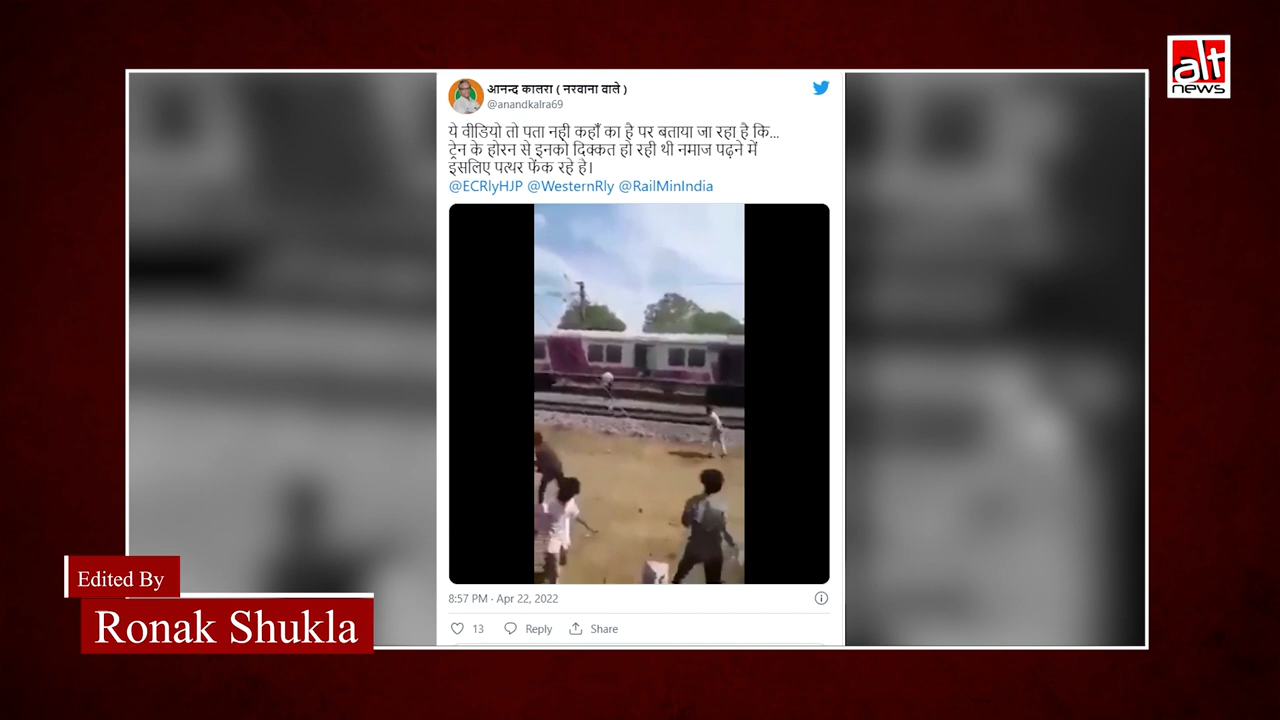 alt
news
आनन्द कालरा ( नरवाना वाले )
@anandkalra69
ये वीडियो तो पता नही कहाँ का है पर बताया जा रहा है कि...
ट्रेन के होरन से इनको दिक्कत हो रही थी नमाज पढ़ने में
इसलिए पत्थर फेंक रहे है।
@ECRlyHJP @WesternRly @RailMinIndia
8:57 PM · Apr 22, 2022
13 Reply Share
Edited By
Ronak Shukla